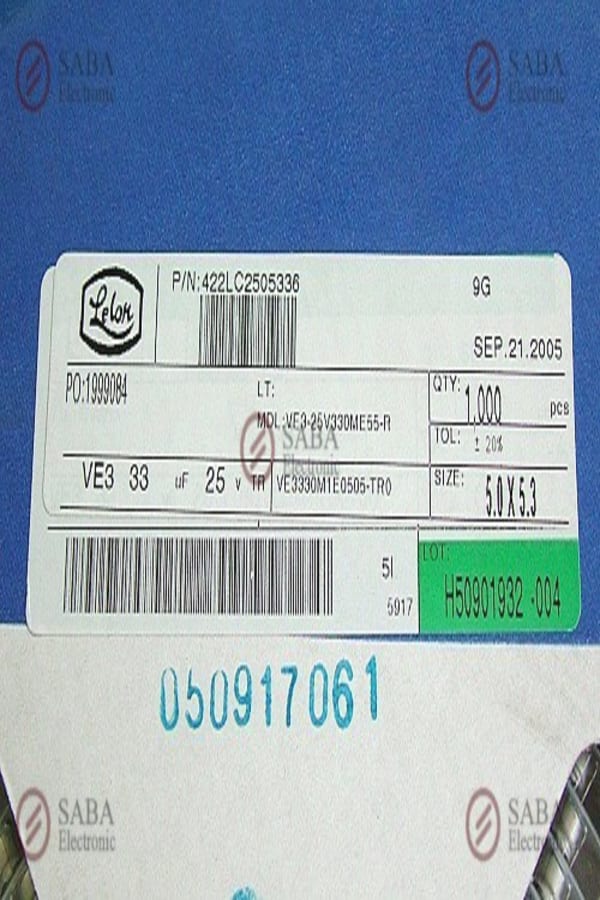 SABA
Electronic
SABA
Electronic
Lelon
P/N:422LC2505336
9G
SEP.21.2005
PO:1999084
LT:
QTY: 1,000 pcs
MDL:VE3-25V330ME55-R
TOL: ± 20%
SABA
VE3 33 uF 25 v TR
VE3330M1E0505-TR0
SIZE: 5.0X5.3
5I
5917
LOT:
H50901932 -004
050917061
SABA
Electronic
SABA
Electronic